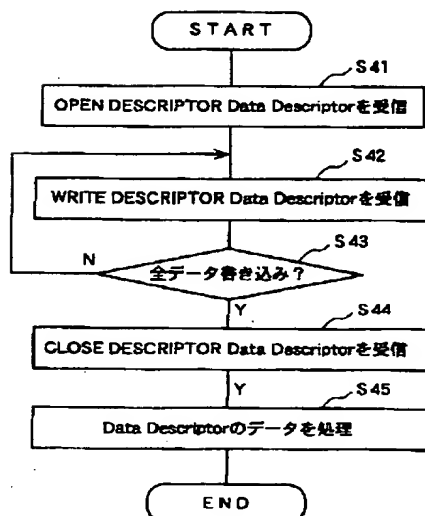 START
S41
OPEN DESCRIPTOR Data Descriptorを受信
S42
WRITE DESCRIPTOR Data Descriptorを受信
S43
全データ書き込み?
N
Y
S44
CLOSE DESCRIPTOR Data Descriptorを受信
Y
S45
Data Descriptorのデータを処理
END